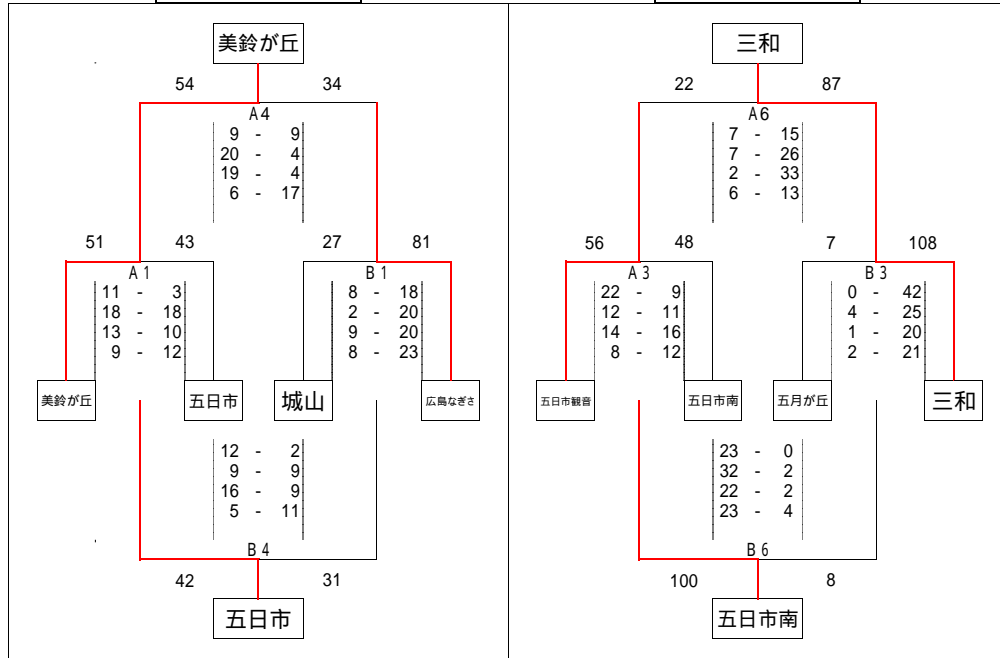 美鈴が丘
54 34
A4
9 - 9
20 - 4
19 - 4
6 - 17
51 43
27 81
A1
11 - 3
18 - 18
13 - 10
9 - 12
B1
8 - 18
2 - 20
9 - 20
8 - 23
美鈴が丘
五日市
城山
広島なぎさ
12 - 2
9 - 9
16 - 9
5 - 11
B4
42 31
五日市
三和
22 87
A6
7 - 15
7 - 26
2 - 33
6 - 13
56 48
7 108
A3
22 - 9
12 - 11
14 - 16
8 - 12
B3
0 - 42
4 - 25
1 - 20
2 - 21
五日市観音
五日市南
五月が丘
三和
23 - 0
32 - 2
22 - 2
23 - 4
B6
100 8
五日市南